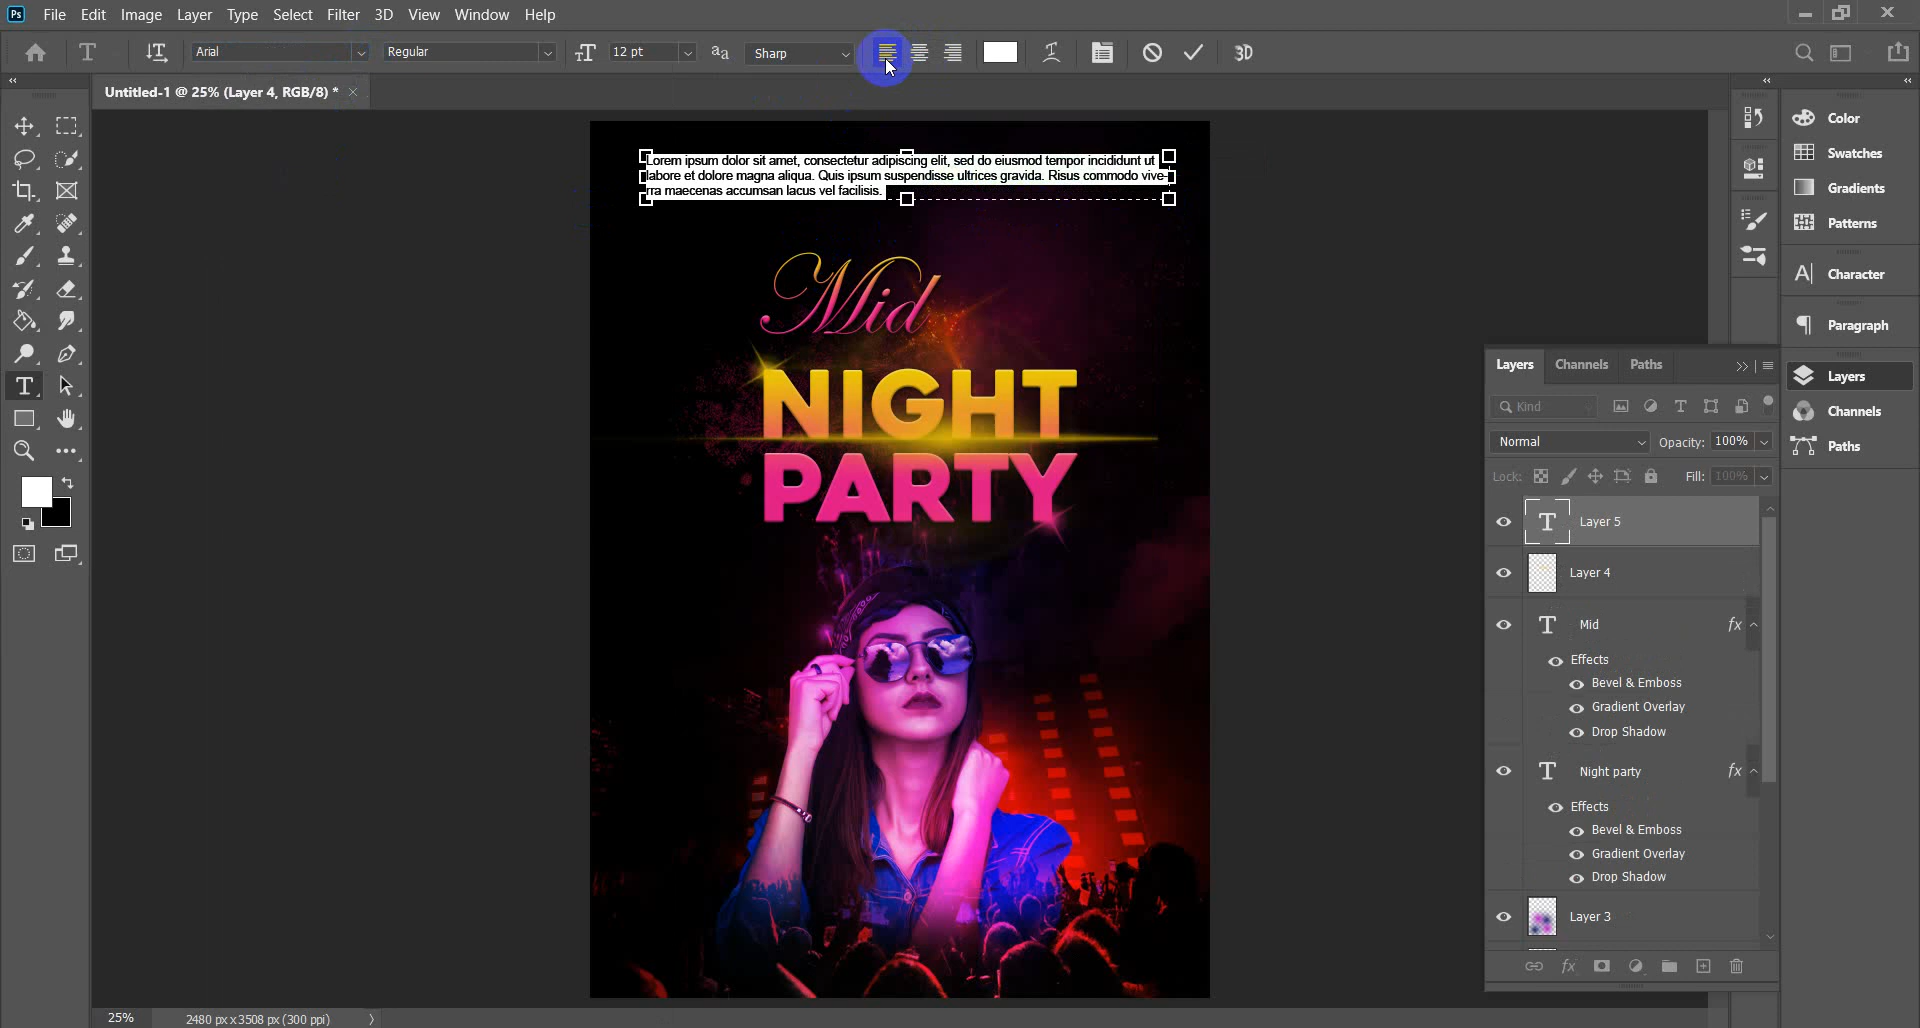 Ps File Edit Image Layer Type Select Filter 3D View Window Help
T Arial Regular 12 pt aa Sharp 3D
Untitled-1 @ 25% (Layer 4, RGB/8) *
Lorem ipsum dolor sit amet, consectetur adipiscing elit, sed do eiusmod tempor incididunt ut
labore et dolore magna aliqua. Quis ipsum suspendisse ultrices gravida. Risus commodo vive-
rra maecenas accumsan lacus vel facilisis.
Mid
NIGHT
PARTY
Color
Swatches
Gradients
Patterns
Character
Paragraph
Layers
Channels
Paths
Layers Channels Paths
Kind
Normal Opacity: 100%
Lock: Fill: 100%
T Layer 5
Layer 4
T Mid fx
Effects
Bevel & Emboss
Gradient Overlay
Drop Shadow
T Night party fx
Effects
Bevel & Emboss
Gradient Overlay
Drop Shadow
Layer 3
fx
25% 2480 px x 3508 px (300 ppi)